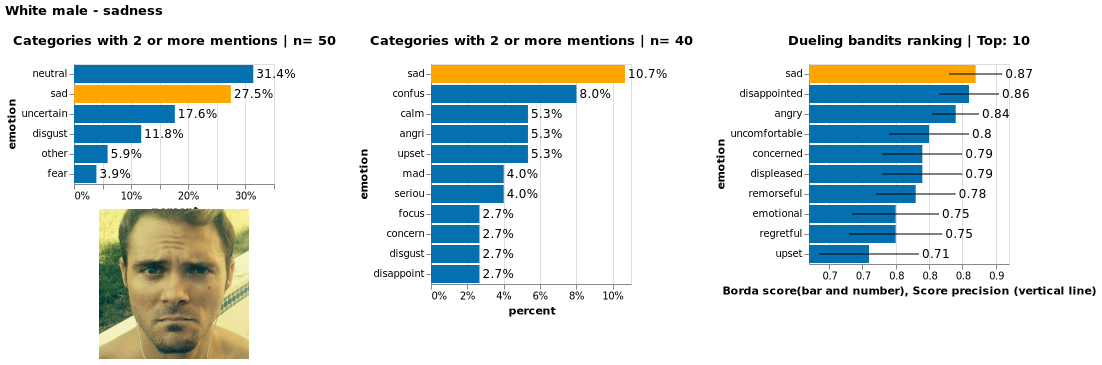 White male - sadness
Categories with 2 or more mentions | n= 50
emotion
neutral 31.4%
sad 27.5%
uncertain 17.6%
disgust 11.8%
other 5.9%
fear 3.9%
0% 10% 20% 30%
Categories with 2 or more mentions | n= 40
emotion
sad 10.7%
confus 8.0%
calm 5.3%
angri 5.3%
upset 5.3%
mad 4.0%
seriou 4.0%
focus 2.7%
concern 2.7%
disgust 2.7%
disappoint 2.7%
0% 2% 4% 6% 8% 10%
percent
Dueling bandits ranking | Top: 10
emotion
sad 0.87
disappointed 0.86
angry 0.84
uncomfortable 0.8
concerned 0.79
displeased 0.79
remorseful 0.78
emotional 0.75
regretful 0.75
upset 0.71
0.7 0.7 0.8 0.8 0.8 0.9
Borda score(bar and number), Score precision (vertical line)